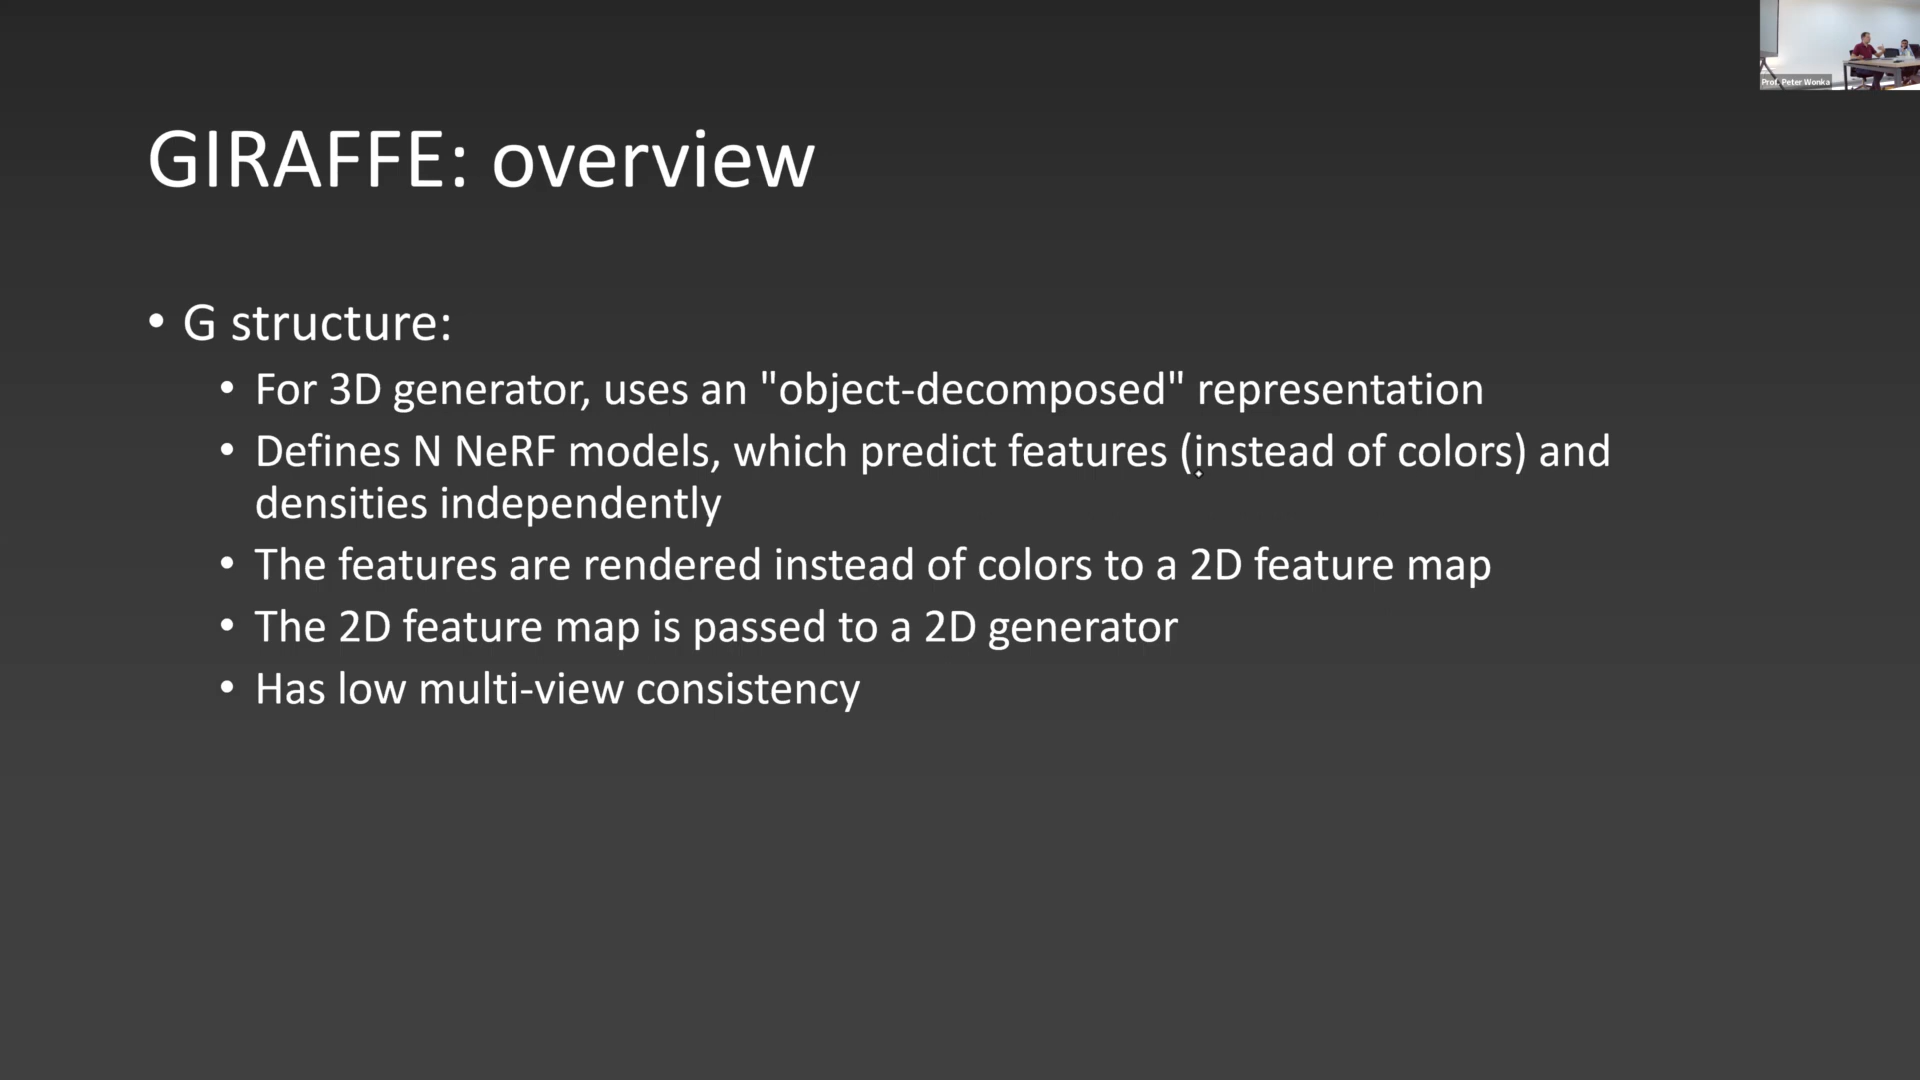 Prof. Peter Wonka
GIRAFFE: overview
• G structure:
• For 3D generator, uses an "object-decomposed" representation
• Defines N NeRF models, which predict features (instead of colors) and
densities independently
• The features are rendered instead of colors to a 2D feature map
• The 2D feature map is passed to a 2D generator
• Has low multi-view consistency